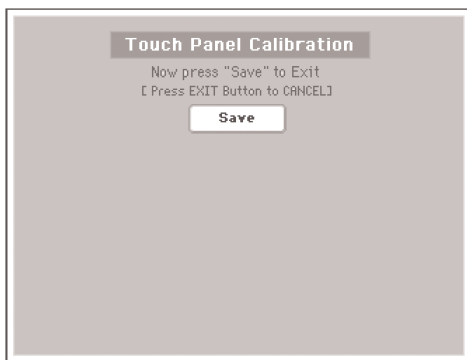 Touch Panel Calibration
Now press "Save" to Exit
[ Press EXIT Button to CANCEL]
Save